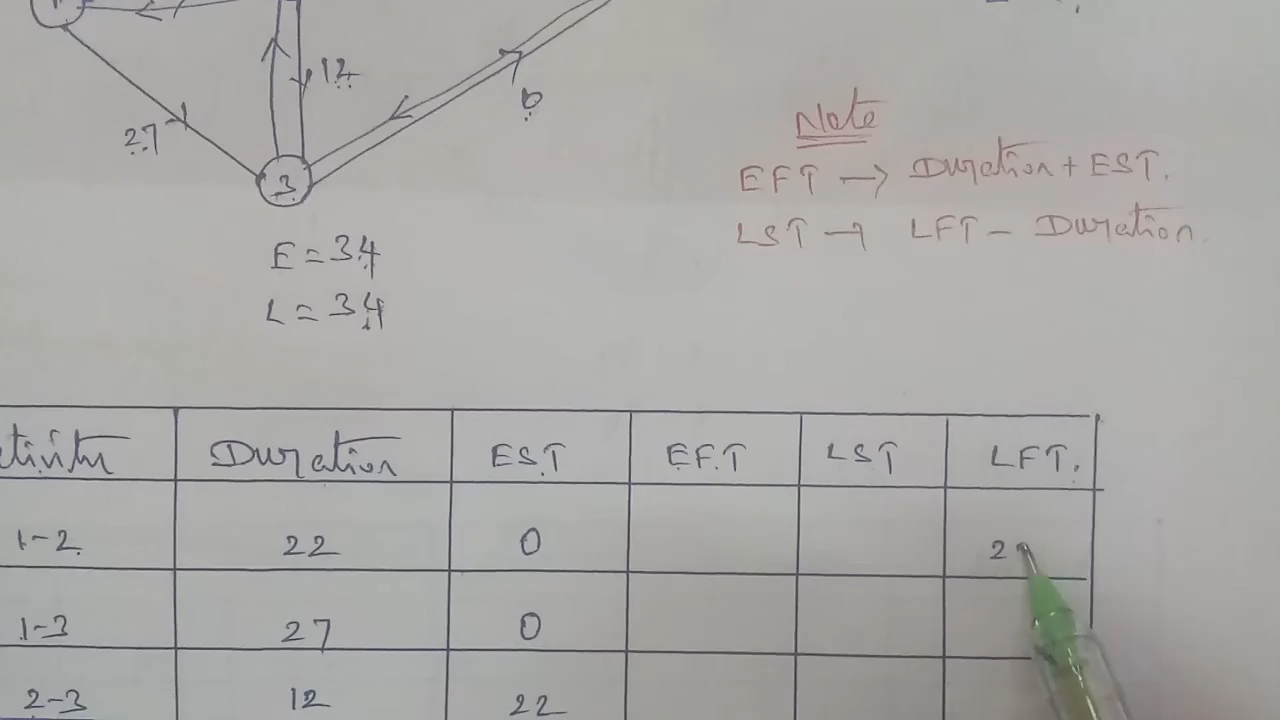 12
27
6
3
E = 34
L = 34
Note
EFT → Duration + EST.
LST → LFT - Duration
Duration EST EFT LST LFT.
1-2 22 0 2
1-3 27 0
2-3 12 22